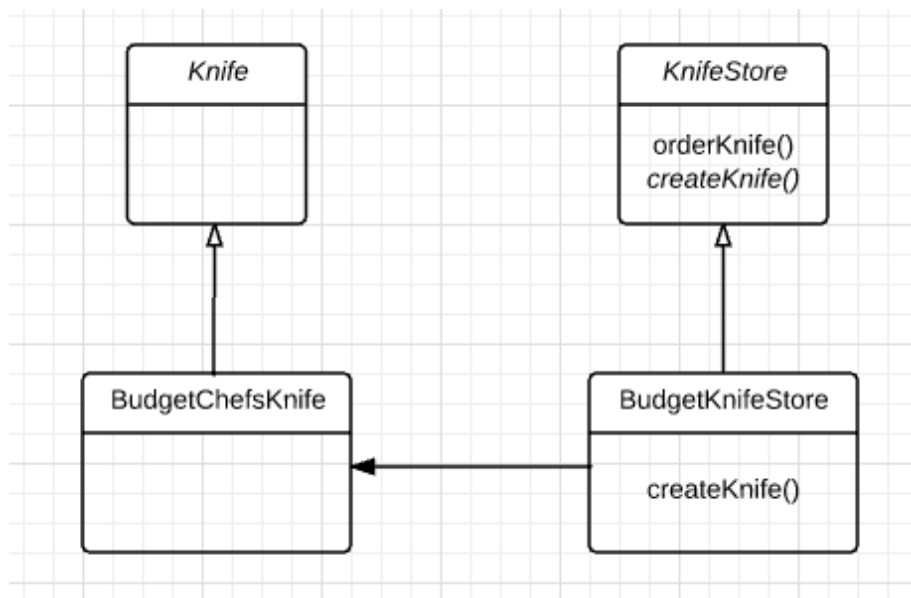 Knife
KnifeStore
orderKnife()
createKnife()
BudgetChefsKnife
BudgetKnifeStore
createKnife()